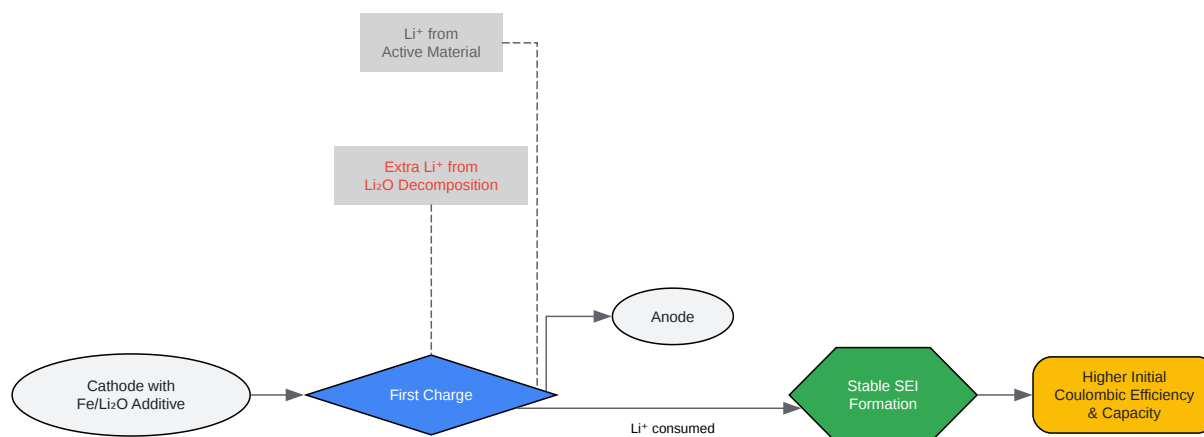 Li⁺ from
Active Material
Extra Li⁺ from
Li₂O Decomposition
Anode
Cathode with
Fe/Li₂O Additive
First Charge
Stable SEI
Formation
Higher Initial
Coulombic Efficiency
& Capacity
Li⁺ consumed